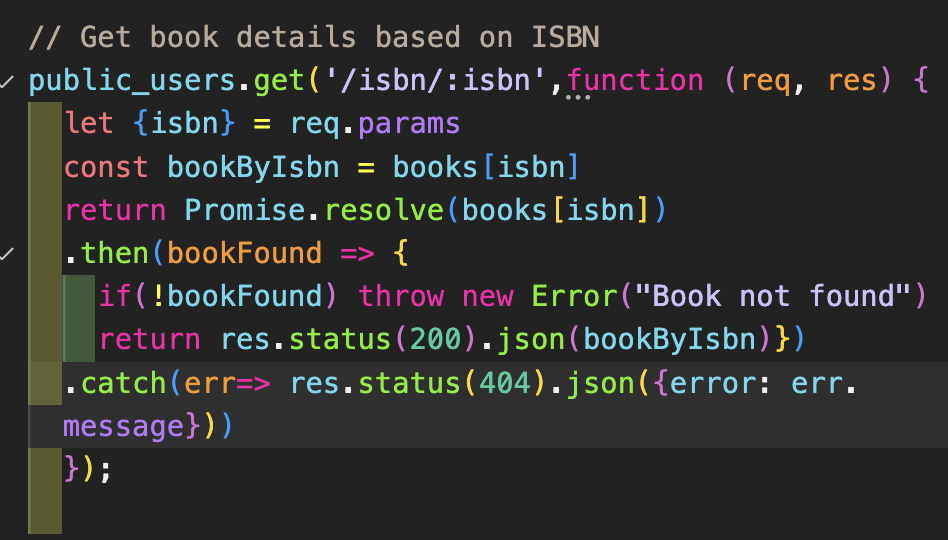 // Get book details based on ISBN
public_users.get('/isbn/:isbn',function (req, res) {
let {isbn} = req.params
const bookByIsbn = books[isbn]
return Promise.resolve(books[isbn])
.then(bookFound => {
if(!bookFound) throw new Error("Book not found")
return res.status(200).json(bookByIsbn)})
.catch(err=> res.status(404).json({error: err.
message}))
});